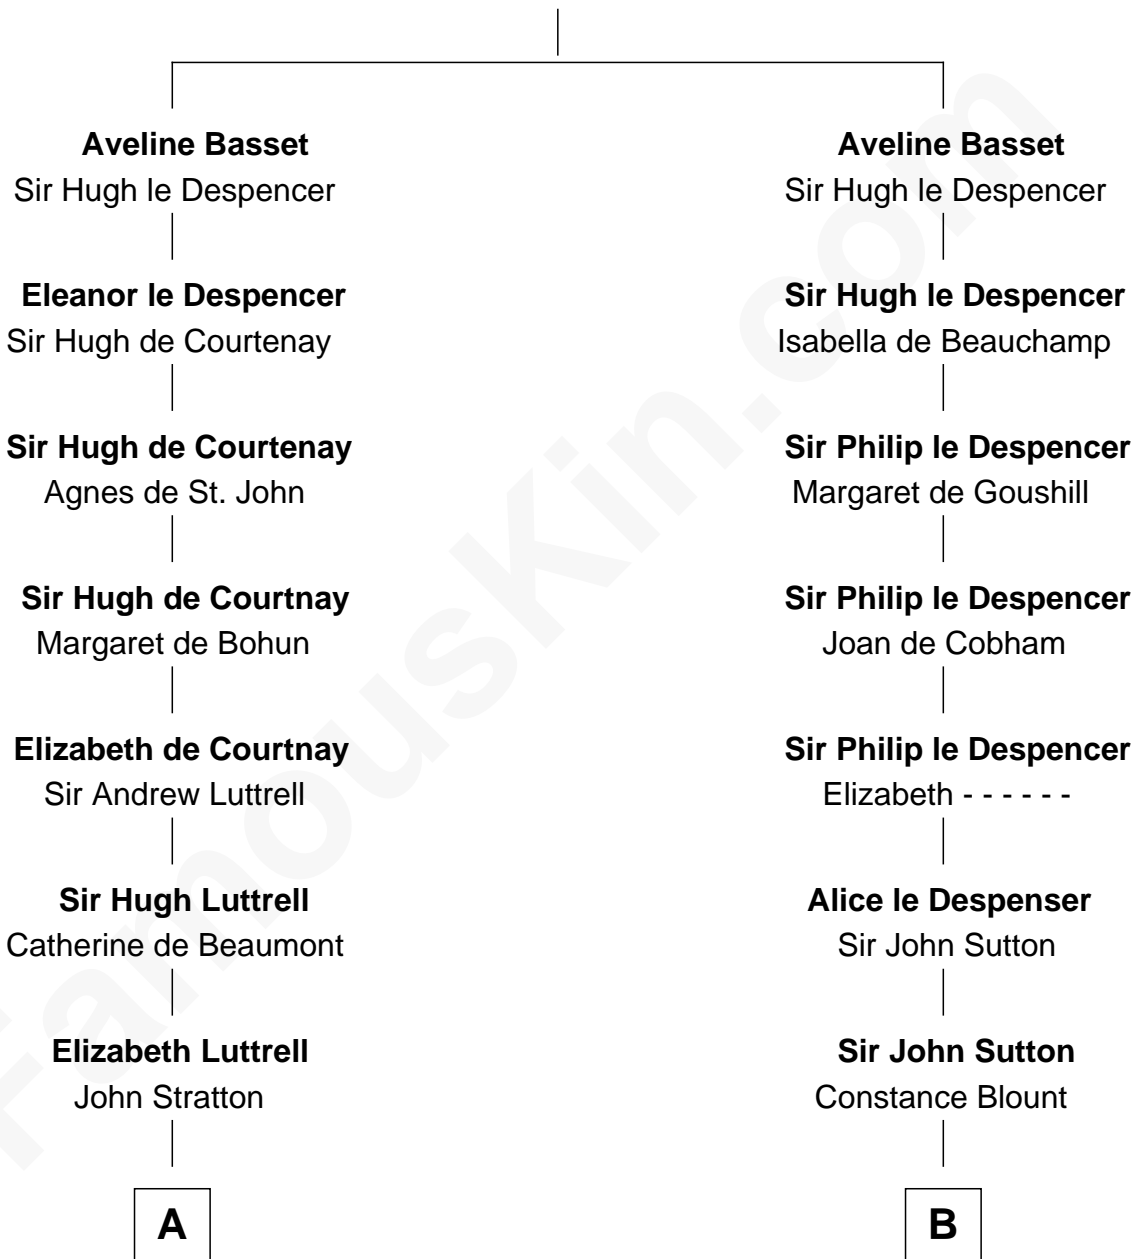 Aveline Basset
Sir Hugh le Despencer
Eleanor le Despencer
Sir Hugh de Courtenay
Sir Hugh de Courtenay
Agnes de St. John
Sir Hugh de Courtnay
Margaret de Bohun
Elizabeth de Courtnay
Sir Andrew Luttrell
Sir Hugh Luttrell
Catherine de Beaumont
Elizabeth Luttrell
John Stratton
A
Aveline Basset
Sir Hugh le Despencer
Sir Hugh le Despencer
Isabella de Beauchamp
Sir Philip le Despencer
Margaret de Goushill
Sir Philip le Despencer
Joan de Cobham
Sir Philip le Despencer
Elizabeth - - - - - -
Alice le Despenser
Sir John Sutton
Sir John Sutton
Constance Blount
B
FamousKin.com